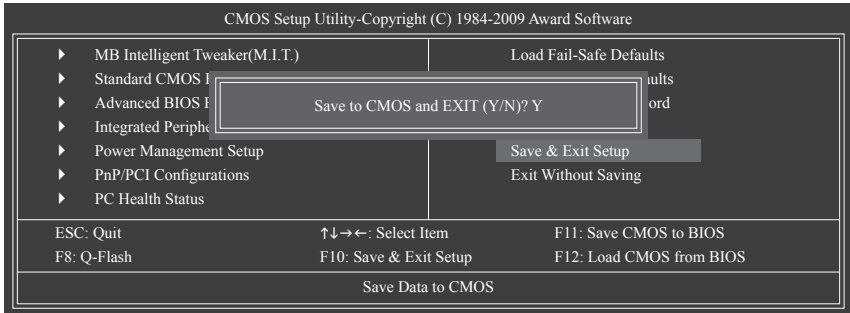 CMOS Setup Utility-Copyright (C) 1984-2009 Award Software
MB Intelligent Tweaker(M.I.T.)
Standard CMOS
Advanced BIOS
Integrated
Power Management Setup
PnP/PCI Configurations
PC Health Status
Load Fail-Safe Defaults
Save & Exit Setup
Exit Without Saving
Save to CMOS and EXIT (Y/N)? Y
ESC: Quit ↑↓→←: Select Item F11: Save CMOS to BIOS
F8: Q-Flash F10: Save & Exit Setup F12: Load CMOS from BIOS
Save Data to CMOS